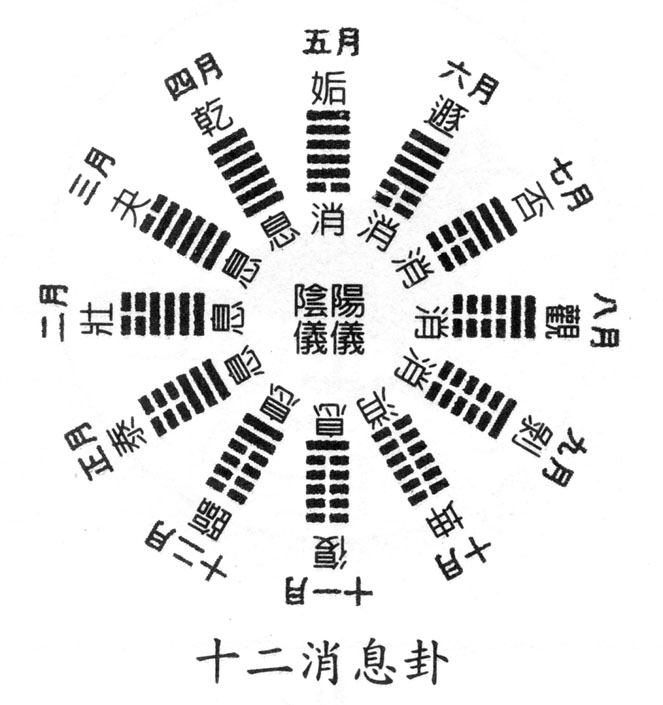 五月
姤
消
六月
遯
消
七月
否
消
八月
觀
消
九月
剝
消
十月
坤
消
十一月
復
息
十二月
臨
息
正月
泰
息
二月
壯
息
三月
夬
息
四月
乾
息
陰陽
儀儀
十二消息卦